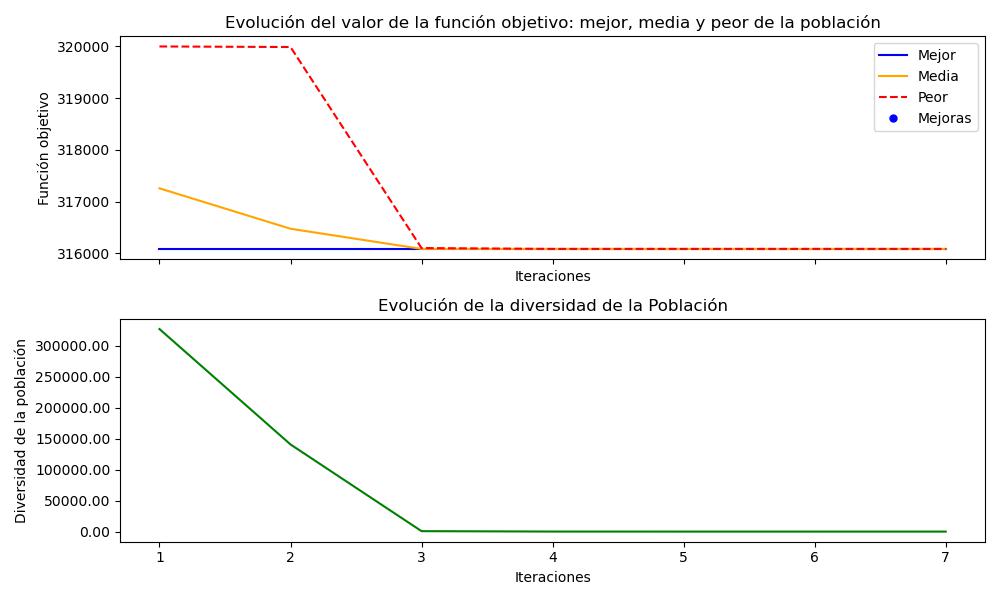 Evolución del valor de la función objetivo: mejor, media y peor de la población
Función objetivo
320000
319000
318000
317000
316000
Mejor
Media
Peor
Mejoras
Iteraciones
Evolución de la diversidad de la Población
Diversidad de la población
300000.00
250000.00
200000.00
150000.00
100000.00
50000.00
0.00
1 2 3 4 5 6 7
Iteraciones